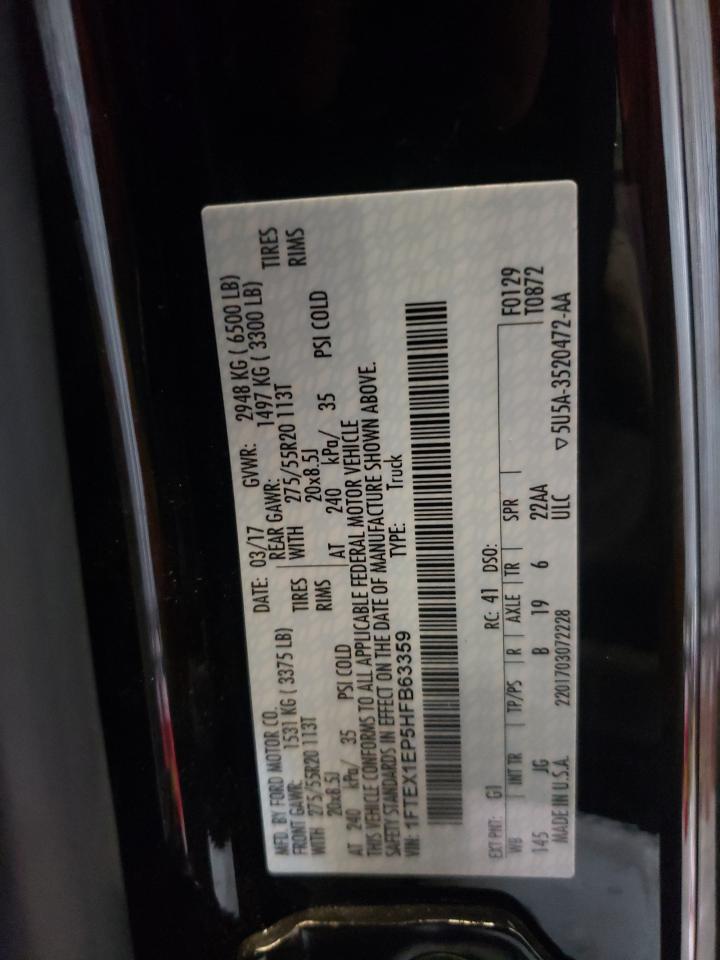 MFD. BY FORD MOTOR CO. DATE: 03/17 GVWR: 2948 KG ( 6500 LB)
FRONT GAWR: 1531 KG ( 3375 LB) REAR GAWR: 1497 KG ( 3300 LB)
WITH 275/55R20 113T TIRES WITH 275/55R20 113T TIRES
20x8.5J RIMS 20x8.5J RIMS
AT 240 kPa/ 35 PSI COLD AT 240 kPa/ 35 PSI COLD
THIS VEHICLE CONFORMS TO ALL APPLICABLE FEDERAL MOTOR VEHICLE
SAFETY STANDARDS IN EFFECT ON THE DATE OF MANUFACTURE SHOWN ABOVE.
VIN: 1FTEX1EP5HFB63359 TYPE: Truck
EXT PNT: G1 RC: 41 DSO: F0129
WB INT TR TP/PS R AXLE TR SPR T0872
145 JG B 19 6 22AA
MADE IN U.S.A. 2201703072228 ULC ▽5U5A-3520472-AA